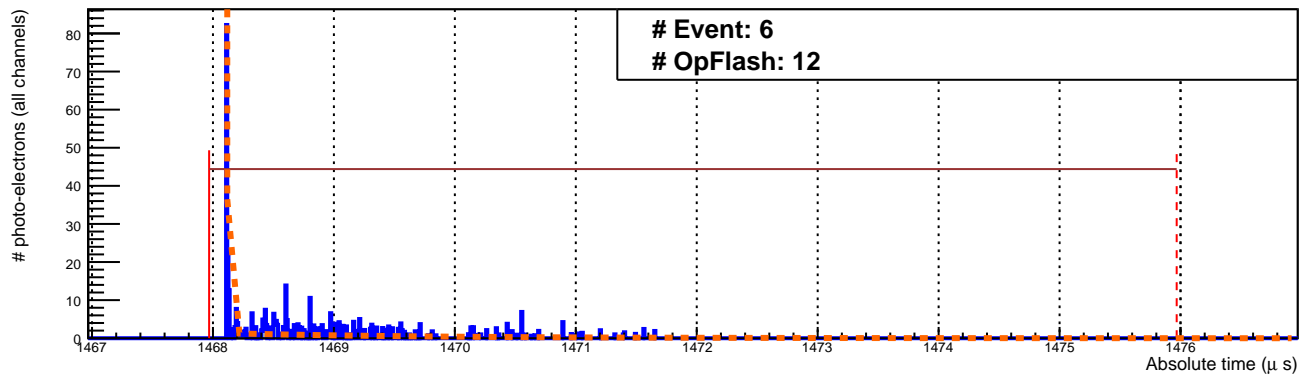 # Event: 6
# OpFlash: 12
# photo-electrons (all channels)
80
70
60
50
40
30
20
10
0
1467 1468 1469 1470 1471 1472 1473 1474 1475 1476
Absolute time (μ s)